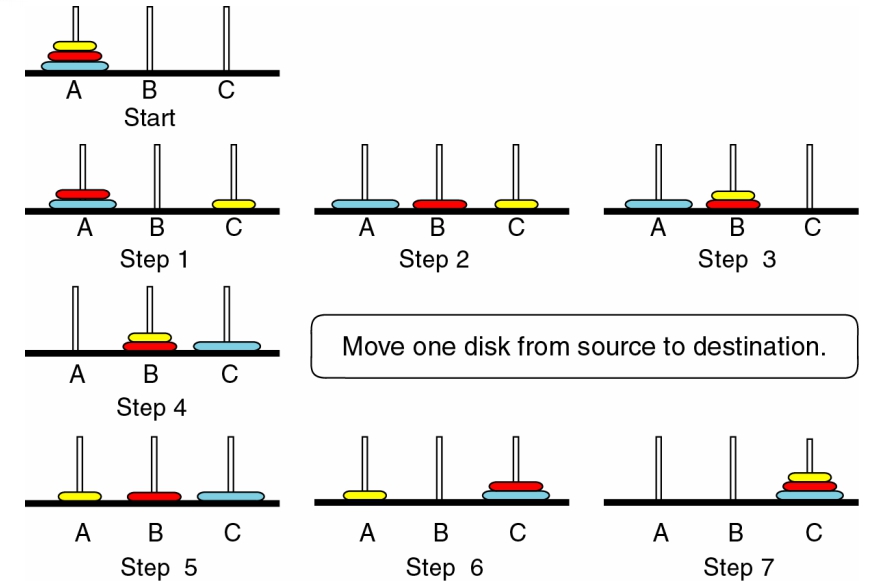 A B C
Start
A B C
Step 1
A B C
Step 2
A B C
Step 3
A B C
Step 4
Move one disk from source to destination.
A B C
Step 5
A B C
Step 6
A B C
Step 7